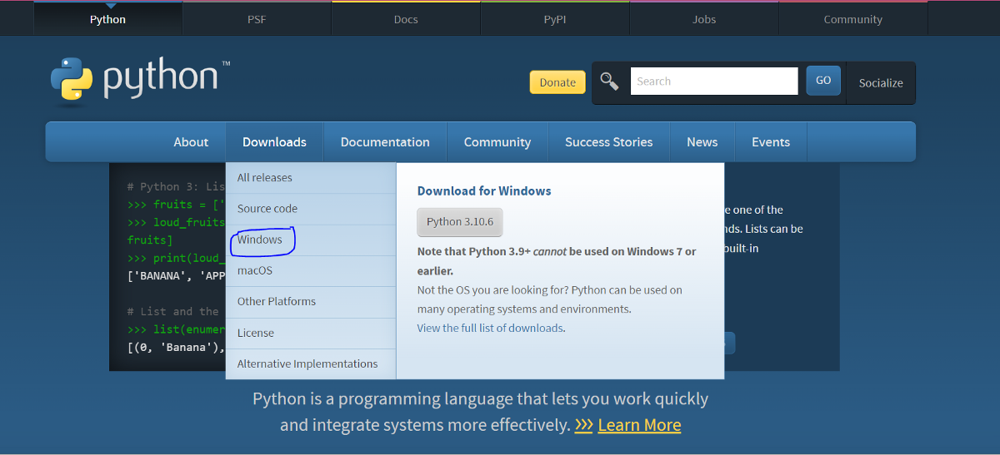 Python
PSF
Docs
PyPI
Jobs
Community
python™
Donate
Search
GO
Socialize
About
Downloads
Documentation
Community
Success Stories
News
Events
# Python 3: Lis
>>> fruits = ['
>>> loud_fruits
fruits]
>>> print(loud_
['BANANA', 'APP
# List and the
>>> list(enumer
[(0, 'Banana'),
All releases
Source code
Windows
macOS
Other Platforms
License
Alternative Implementations
Download for Windows
Python 3.10.6
Note that Python 3.9+ cannot be used on Windows 7 or
earlier.
Not the OS you are looking for? Python can be used on
many operating systems and environments.
View the full list of downloads.
e one of the
nds. Lists can be
built-in
Python is a programming language that lets you work quickly
and integrate systems more effectively. >>> Learn More